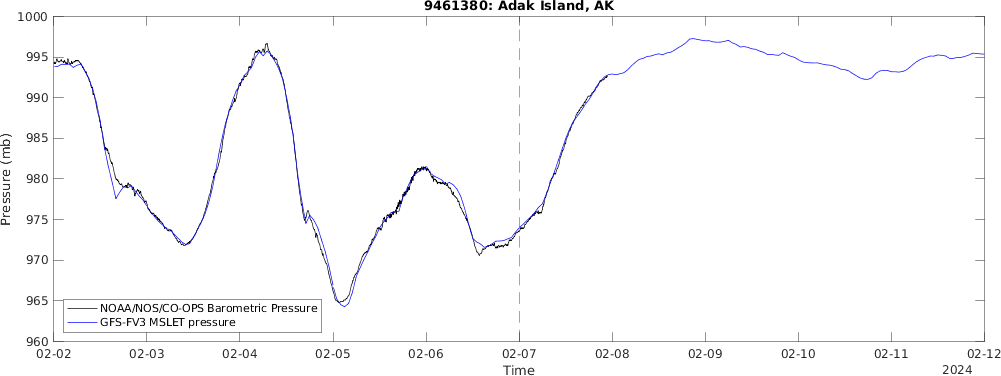 9461380: Adak Island, AK
1000
995
990
985
980
975
970
965
960
Pressure (mb)
NOAA/NOS/CO-OPS Barometric Pressure
GFS-FV3 MSLET pressure
02-02 02-03 02-04 02-05 02-06 02-07 02-08 02-09 02-10 02-11 02-12
Time
2024